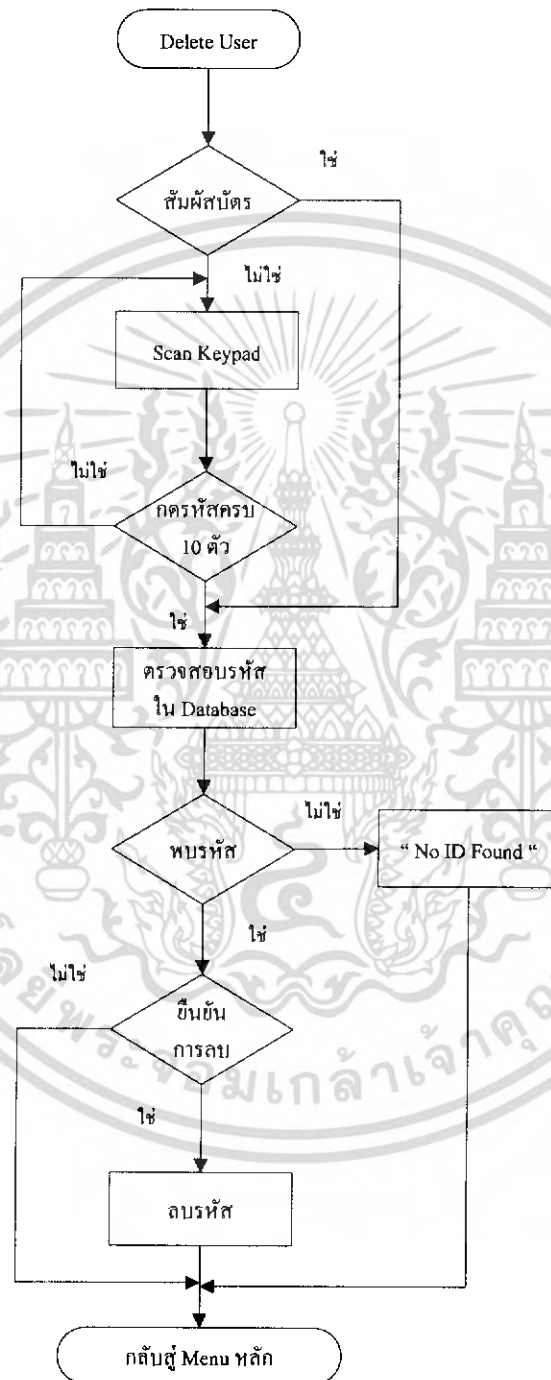 Delete User
ใช่
สัมผัสบัตร
ไม่ใช่
Scan Keypad
ไม่ใช่
กดรหัสครบ
10 ตัว
ใช่
ตรวจสอบรหัส
ใน Database
ไม่ใช่
พบรหัส
" No ID Found "
ใช่
ไม่ใช่
ยืนยัน
การลบ
ใช่
ลบรหัส
กลับสู่ Menu หลัก